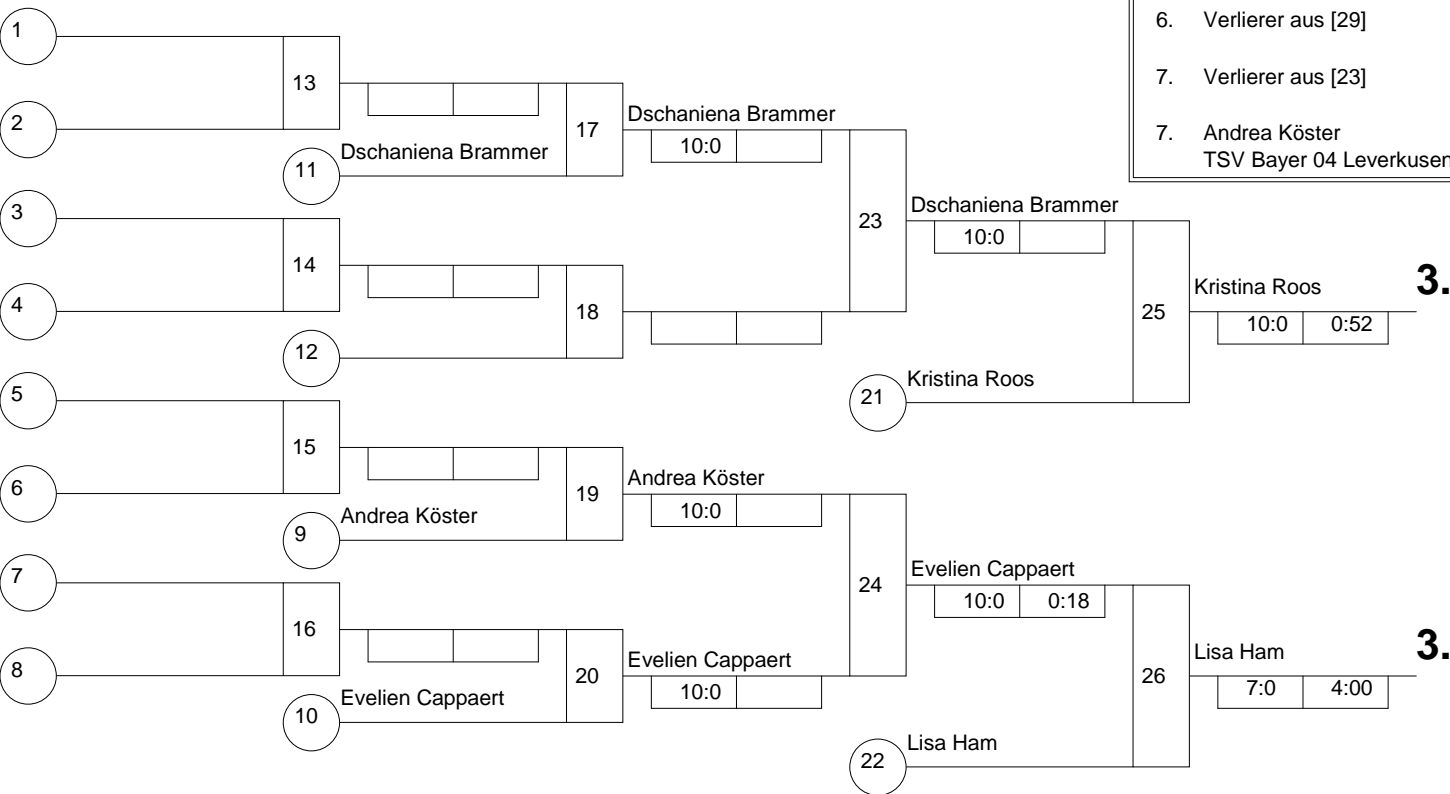 1
6. Verlierer aus [29]
13
7. Verlierer aus [23]
2
17
Dschaniena Brammer
10:0
7. Andrea Köster
TSV Bayer 04 Leverkusen
11
Dschaniena Brammer
3
23
Dschaniena Brammer
10:0
14
4
18
25
Kristina Roos
3.
10:0 0:52
12
5
21
Kristina Roos
15
6
19
Andrea Köster
10:0
9
Andrea Köster
7
24
Evelien Cappaert
10:0 0:18
16
8
20
Evelien Cappaert
10:0
26
Lisa Ham
3.
7:0 4:00
10
Evelien Cappaert
22
Lisa Ham